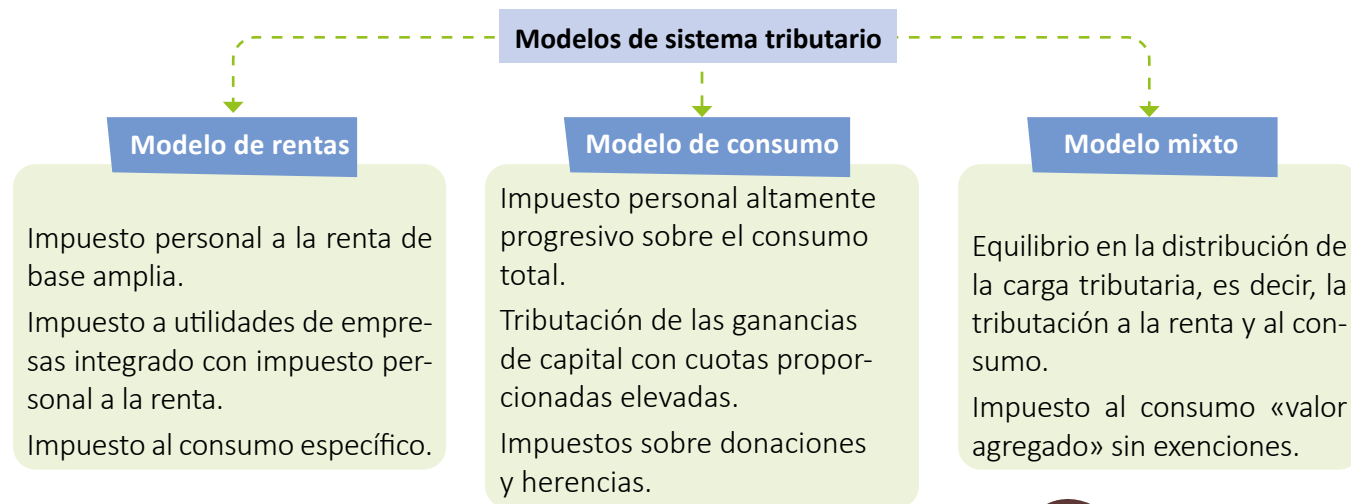 Modelos de sistema tributario
Modelo de rentas
Impuesto personal a la renta de
base amplia.
Impuesto a utilidades de empre-
sas integrado con impuesto per-
sonal a la renta.
Impuesto al consumo específico.
Modelo de consumo
Impuesto personal altamente
progresivo sobre el consumo
total.
Tributación de las ganancias
de capital con cuotas propor-
cionadas elevadas.
Impuestos sobre donaciones
y herencias.
Modelo mixto
Equilibrio en la distribución de
la carga tributaria, es decir, la
tributación a la renta y al con-
sumo.
Impuesto al consumo «valor
agregado» sin exenciones.